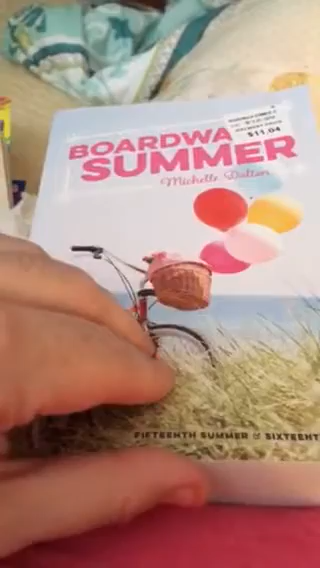 BOARDWA
SUMMER
Michelle Dalton
$11.04
FIFTEENTH SUMMER & SIXTEENT